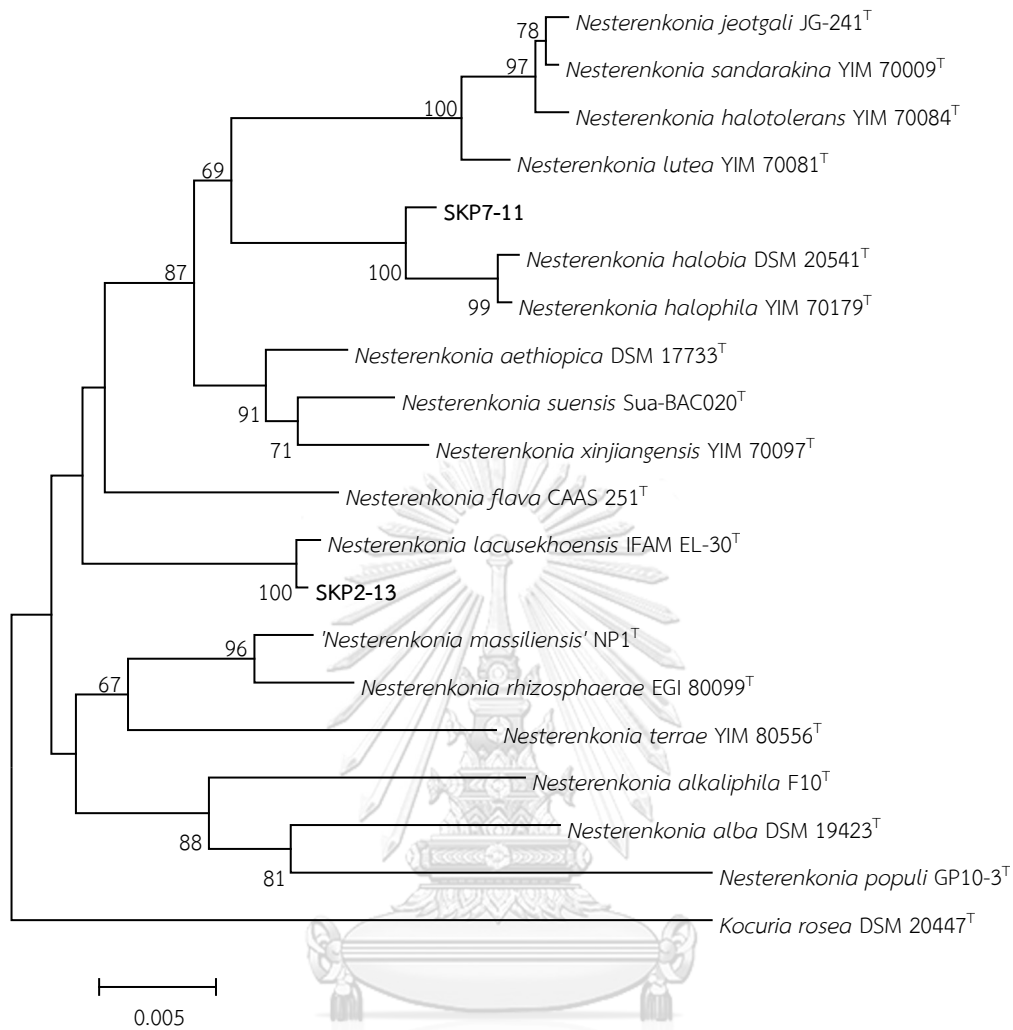 78
Nesterenkonia jeotgali JG-241ᵀ
Nesterenkonia sandarakina YIM 70009ᵀ
97
Nesterenkonia halotolerans YIM 70084ᵀ
100
Nesterenkonia lutea YIM 70081ᵀ
69
SKP7-11
100
Nesterenkonia halobia DSM 20541ᵀ
87
99
Nesterenkonia halophila YIM 70179ᵀ
Nesterenkonia aethiopica DSM 17733ᵀ
91
Nesterenkonia suensis Sua-BAC020ᵀ
71
Nesterenkonia xinjiangensis YIM 70097ᵀ
Nesterenkonia flava CAAS 251ᵀ
Nesterenkonia lacusekhoensis IFAM EL-30ᵀ
100
SKP2-13
96
'Nesterenkonia massiliensis' NP1ᵀ
67
Nesterenkonia rhizosphaerae EGI 80099ᵀ
Nesterenkonia terrae YIM 80556ᵀ
Nesterenkonia alkaliphila F10ᵀ
88
Nesterenkonia alba DSM 19423ᵀ
81
Nesterenkonia populi GP10-3ᵀ
Kocuria rosea DSM 20447ᵀ
0.005